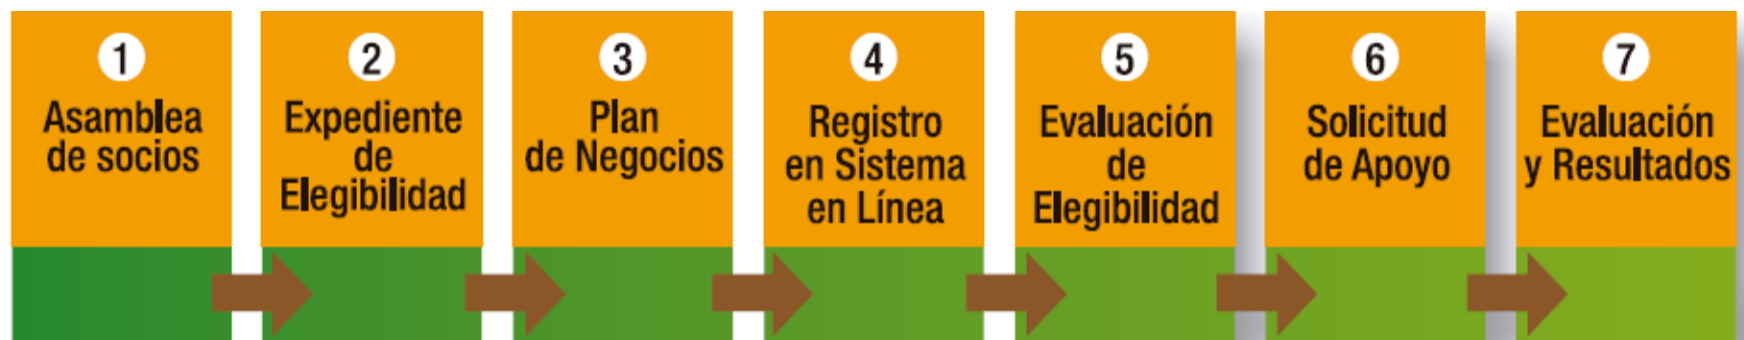 1
Asamblea
de socios
2
Expediente
de
Elegibilidad
3
Plan
de Negocios
4
Registro
en Sistema
en Línea
5
Evaluación
de
Elegibilidad
6
Solicitud
de Apoyo
7
Evaluación
y Resultados